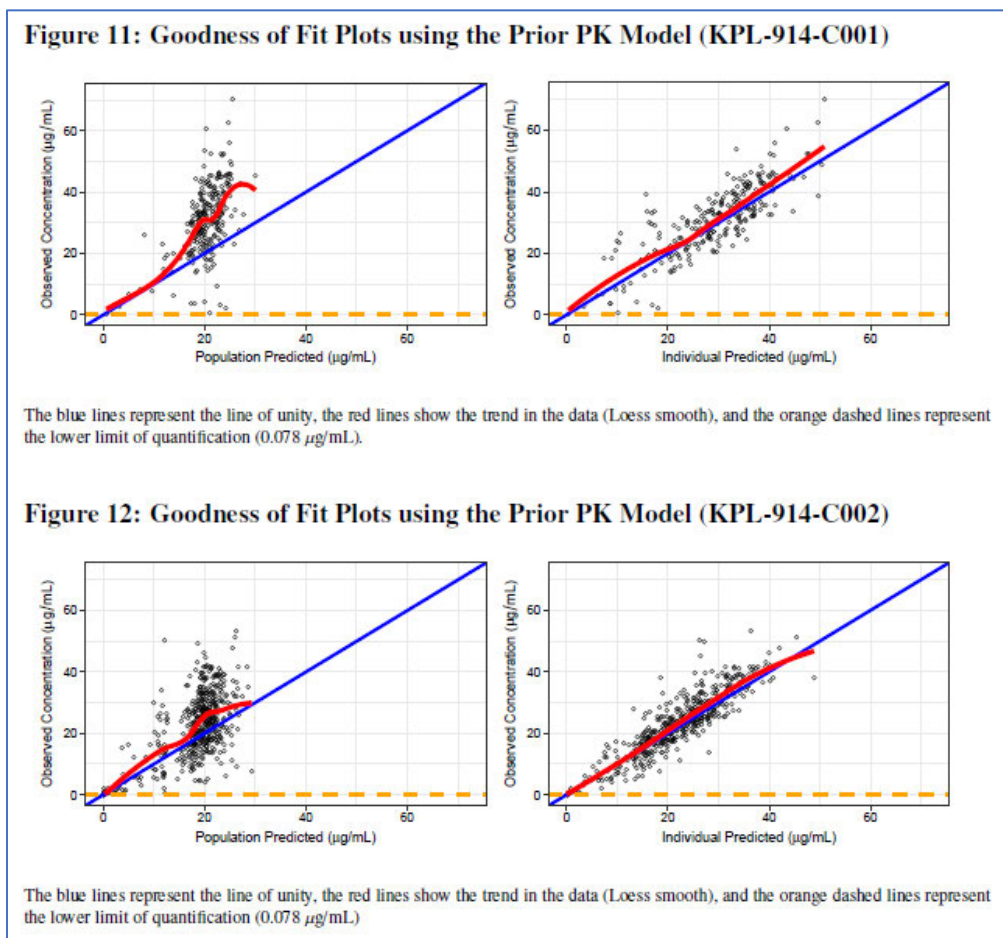 Figure 11: Goodness of Fit Plots using the Prior PK Model (KPL-914-C001)
Observed Concentration (µg/mL)
60
40
20
0
0 20 40 60
Population Predicted (µg/mL)
Observed Concentration (µg/mL)
60
40
20
0
0 20 40 60
Individual Predicted (µg/mL)
The blue lines represent the line of unity, the red lines show the trend in the data (Loess smooth), and the orange dashed lines represent
the lower limit of quantification (0.078 µg/mL).
Figure 12: Goodness of Fit Plots using the Prior PK Model (KPL-914-C002)
Observed Concentration (µg/mL)
60
40
20
0
0 20 40 60
Population Predicted (µg/mL)
Observed Concentration (µg/mL)
60
40
20
0
0 20 40 60
Individual Predicted (µg/mL)
The blue lines represent the line of unity, the red lines show the trend in the data (Loess smooth), and the orange dashed lines represent
the lower limit of quantification (0.078 µg/mL)